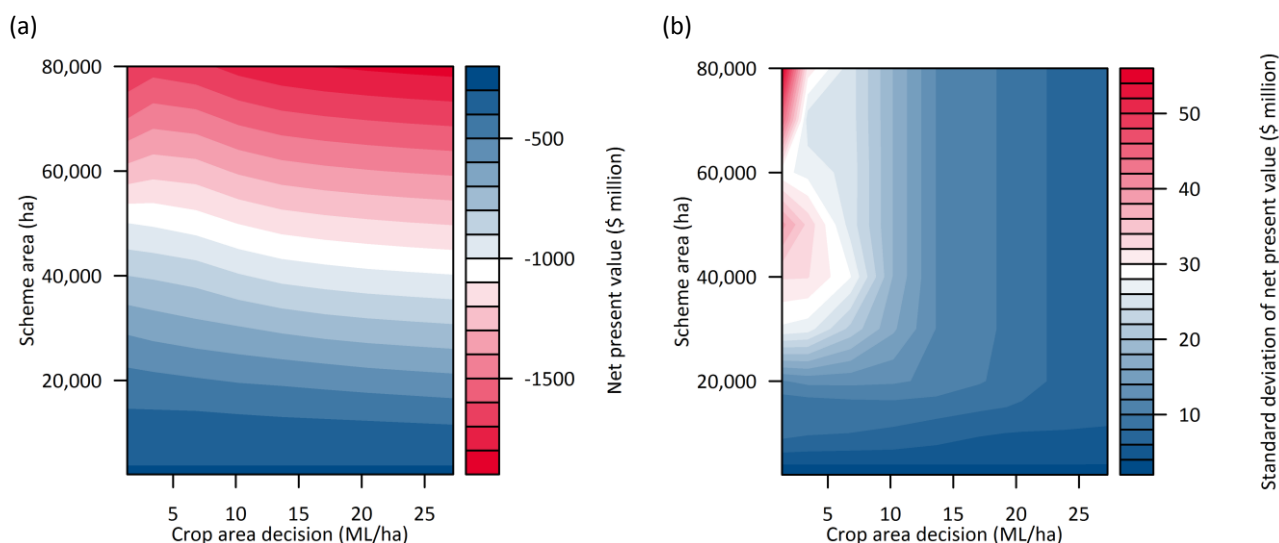 (a)
80,000
60,000
40,000
20,000
Scheme area (ha)
5 10 15 20 25
Crop area decision (ML/ha)
-500
-1000
-1500
Net present value ($ million)
(b)
80,000
60,000
40,000
20,000
Scheme area (ha)
5 10 15 20 25
Crop area decision (ML/ha)
50
40
30
20
10
Standard deviation of net present value ($ million)